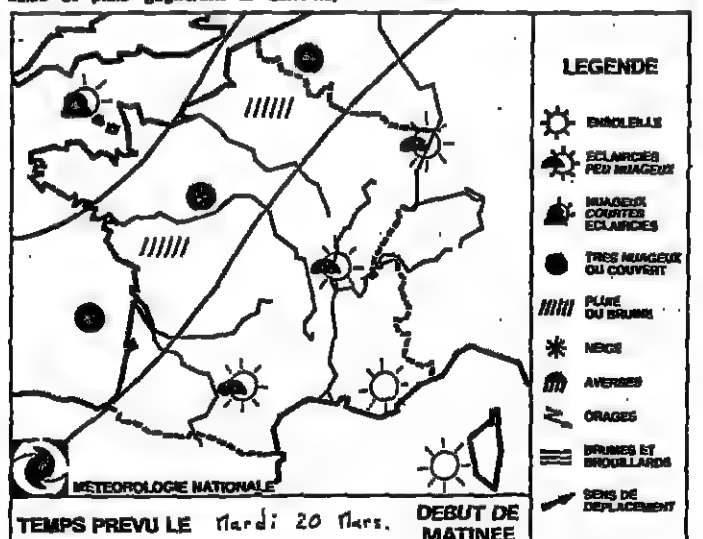 LEGENDE
ENSOLEILLE
ECLAIRCIES
PEU NUAGEUX
NUAGEUX
COURTES
ECLAIRCIES
TRES NUAGEUX
OU COUVERT
PLUIE
OU BRUINE
NEIGE
AVERSES
ORAGES
BRUMES ET
BROUILLARDS
SENS DE
DEPLACEMENT
METEOROLOGIE NATIONALE
TEMPS PREVU LE Mardi 20 Mars. DEBUT DE
MATINEE